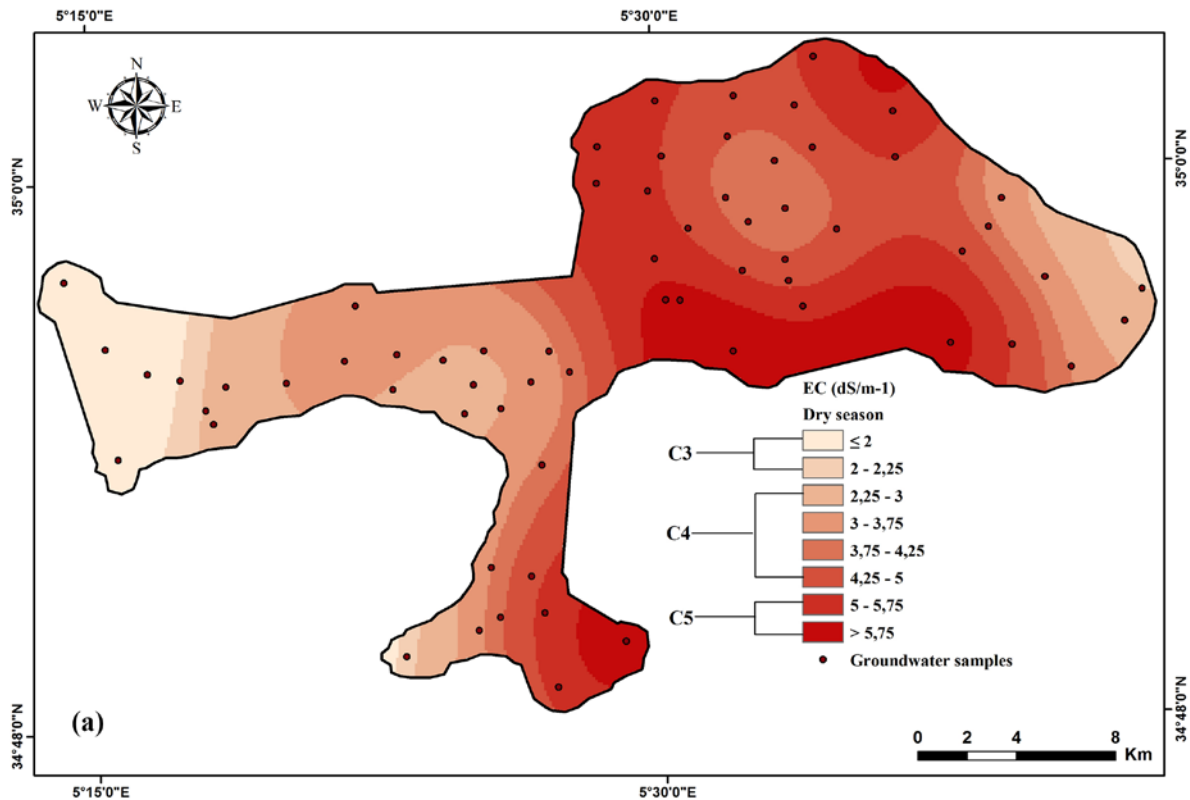 5°15'0"E 5°30'0"E
N
W E
S
35°0'0"N
35°0'0"N
EC (dS/m-1)
Dry season
C3
≤ 2
2 - 2,25
C4
2,25 - 3
3 - 3,75
3,75 - 4,25
4,25 - 5
C5
5 - 5,75
> 5,75
Groundwater samples
34°48'0"N
34°48'0"N
(a)
0 2 4 8
Km
5°15'0"E 5°30'0"E